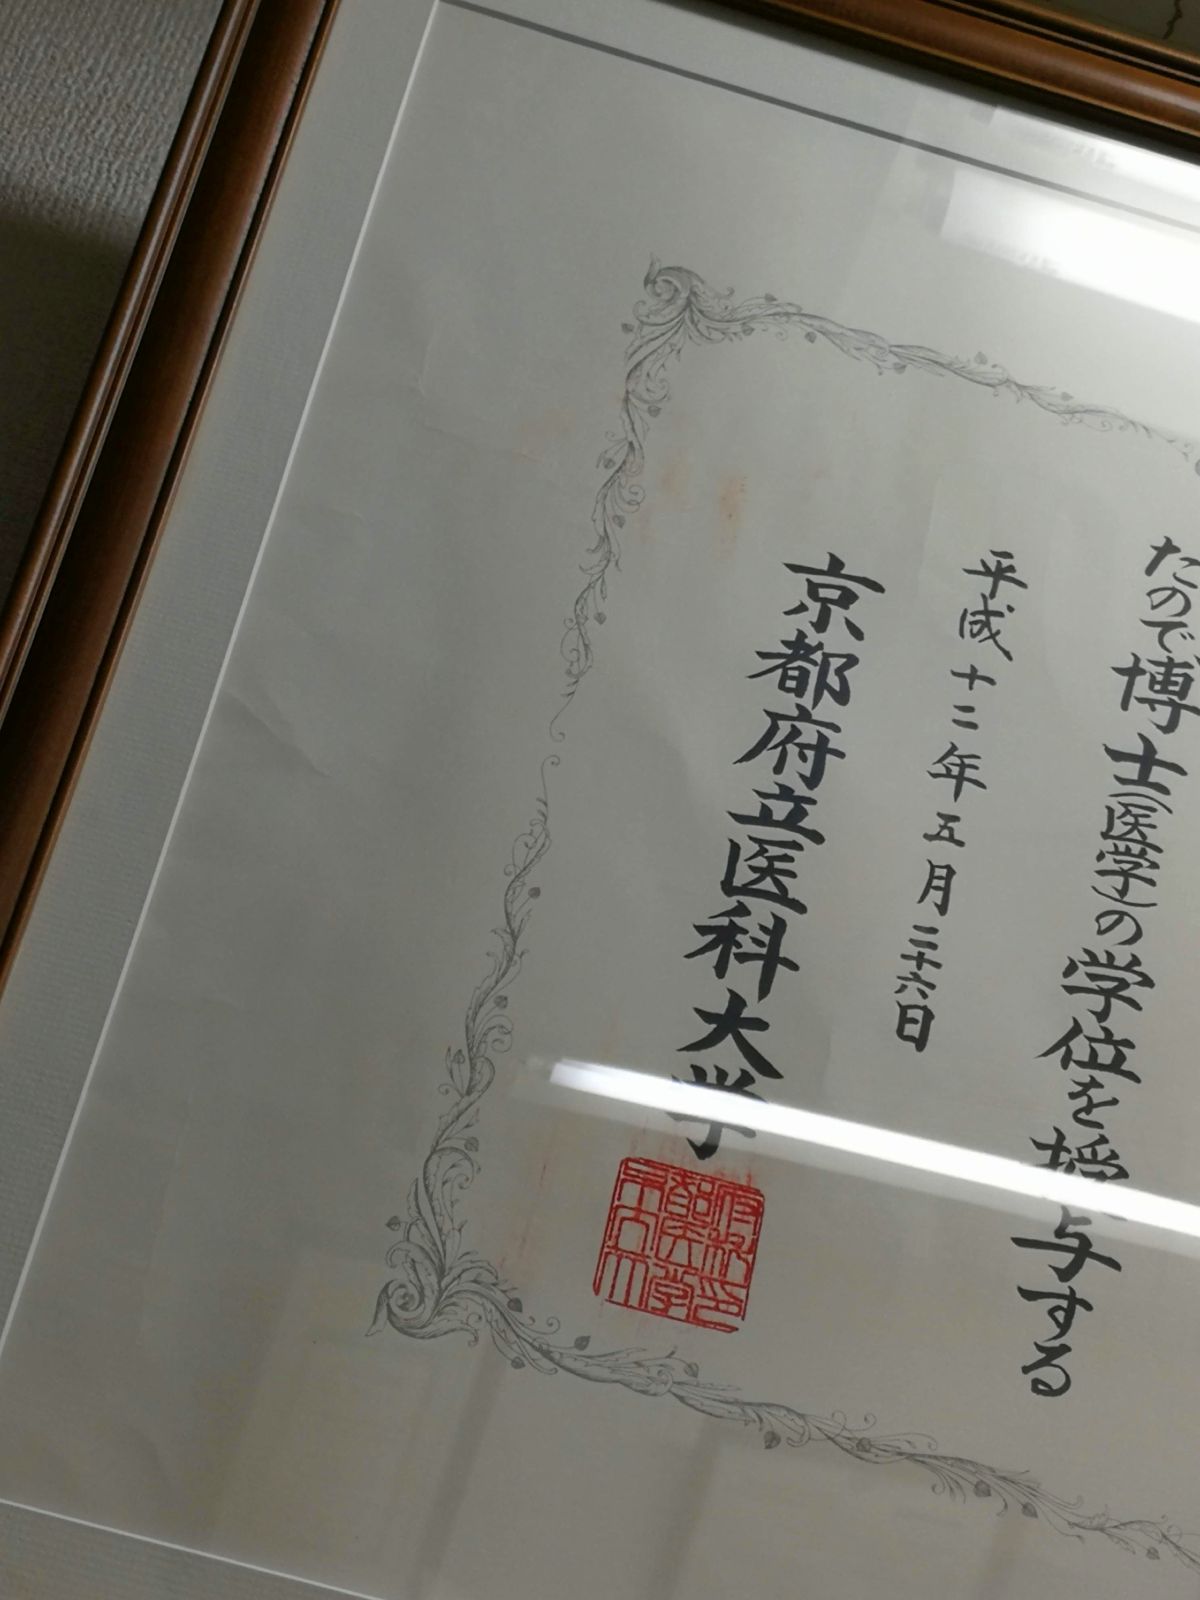 たので博士(医学)の学位を授与する
平成十二年五月二十六日
京都府立医科大学